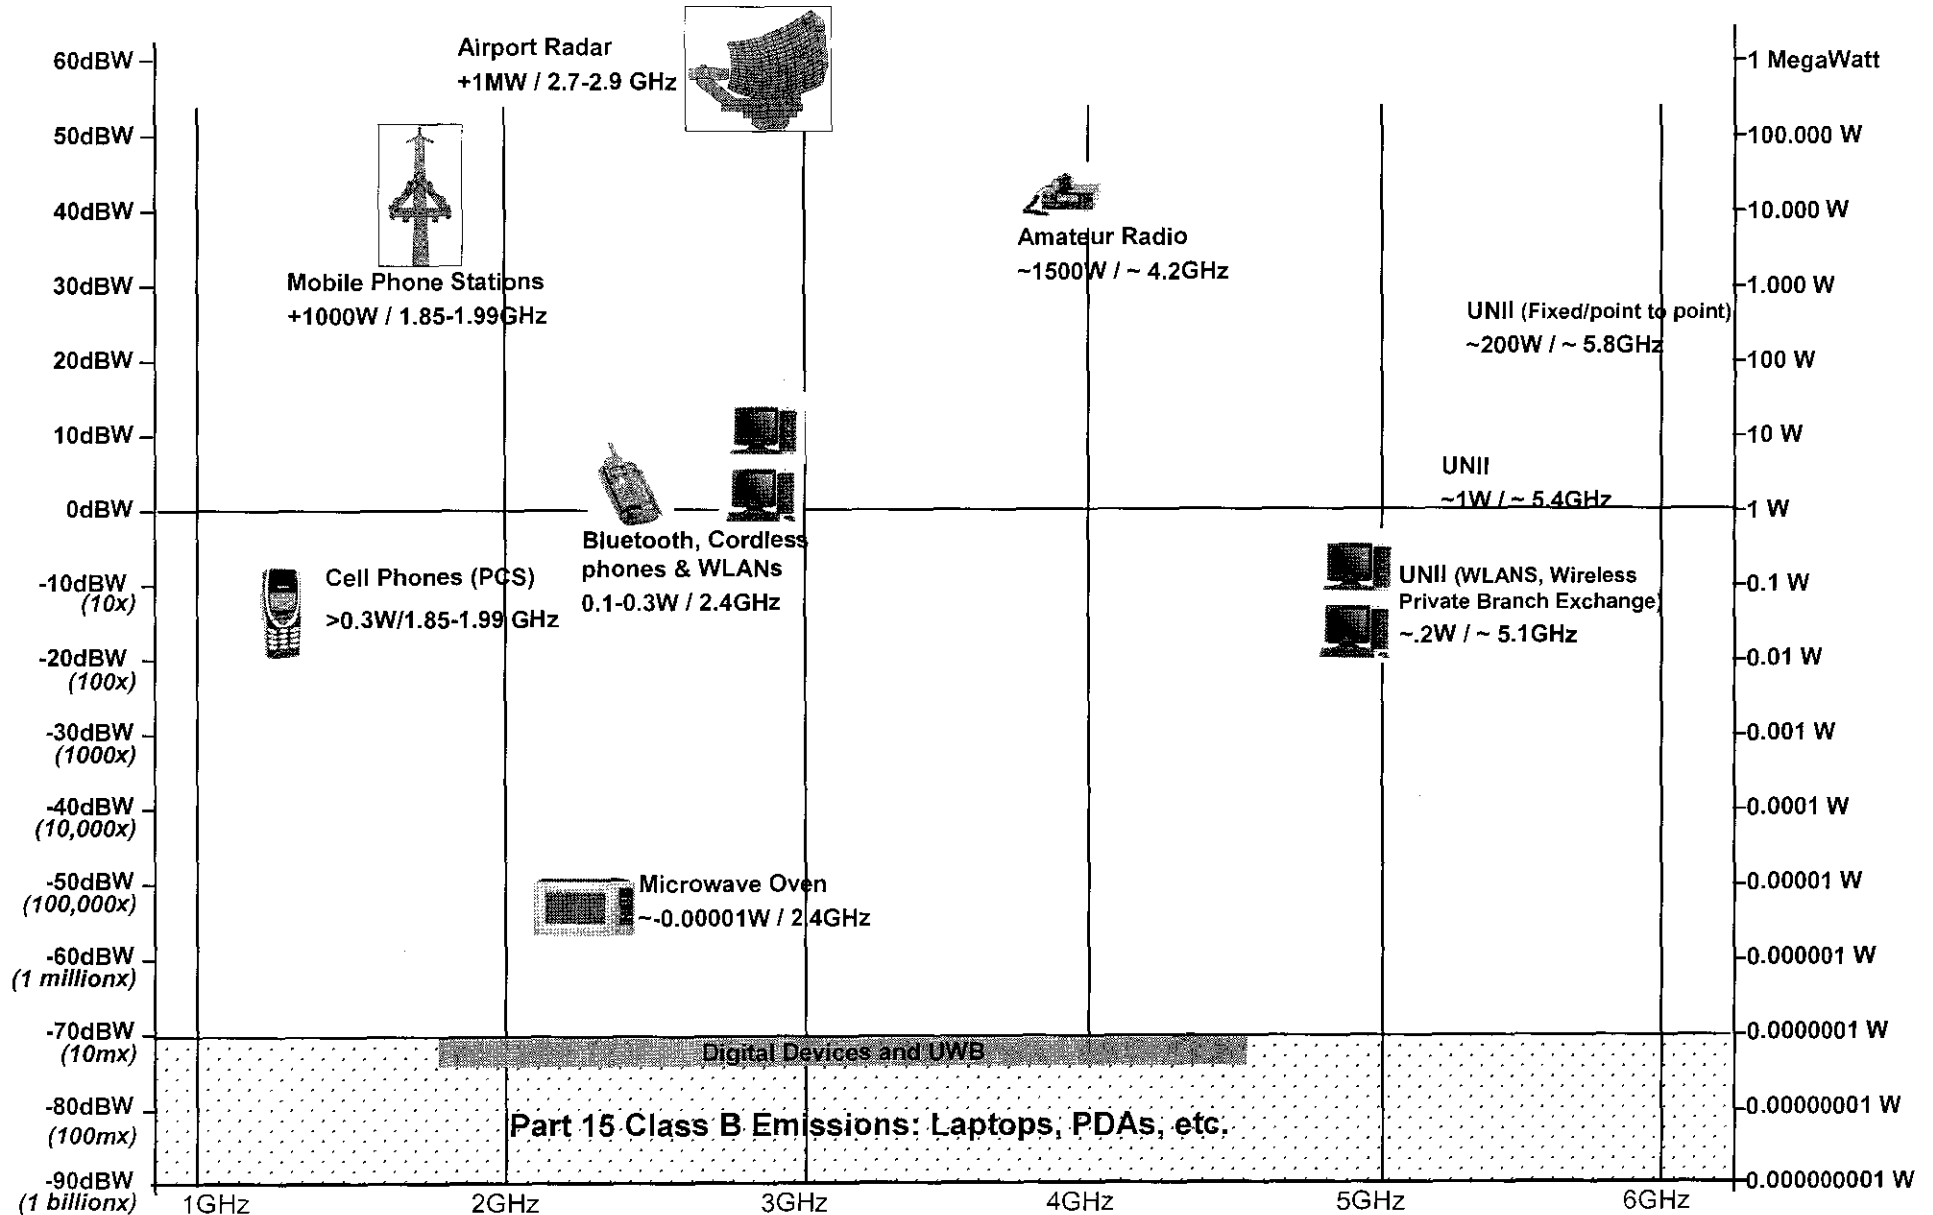 60dBW
50dBW
40dBW
30dBW
20dBW
10dBW
0dBW
-10dBW
(10x)
-20dBW
(100x)
-30dBW
(1000x)
-40dBW
(10,000x)
-50dBW
(100,000x)
-60dBW
(1 millionx)
-70dBW
(10mx)
-80dBW
(100mx)
-90dBW
(1 billionx)
Airport Radar
+1MW / 2.7-2.9 GHz
Mobile Phone Stations
+1000W / 1.85-1.99GHz
Amateur Radio
~1500W / ~ 4.2GHz
UNII (Fixed/point to point)
~200W / ~ 5.8GHz
UNII
~1W / ~ 5.4GHz
Bluetooth, Cordless
phones & WLANs
0.1-0.3W / 2.4GHz
Cell Phones (PCS)
>0.3W/1.85-1.99 GHz
UNII (WLANS, Wireless
Private Branch Exchange)
~.2W / ~ 5.1GHz
Microwave Oven
~-0.00001W / 2.4GHz
Digital Devices and UWB
Part 15 Class B Emissions: Laptops, PDAs, etc.
1 MegaWatt
100.000 W
10.000 W
1.000 W
100 W
10 W
1 W
0.1 W
0.01 W
0.001 W
0.0001 W
0.00001 W
0.000001 W
0.0000001 W
0.00000001 W
0.000000001 W
1GHz
2GHz
3GHz
4GHz
5GHz
6GHz